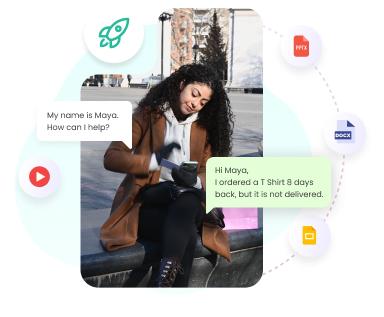 PPTX
My name is Maya.
How can I help?
DOCX
Hi Maya,
I ordered a T Shirt 8 days
back, but it is not delivered.